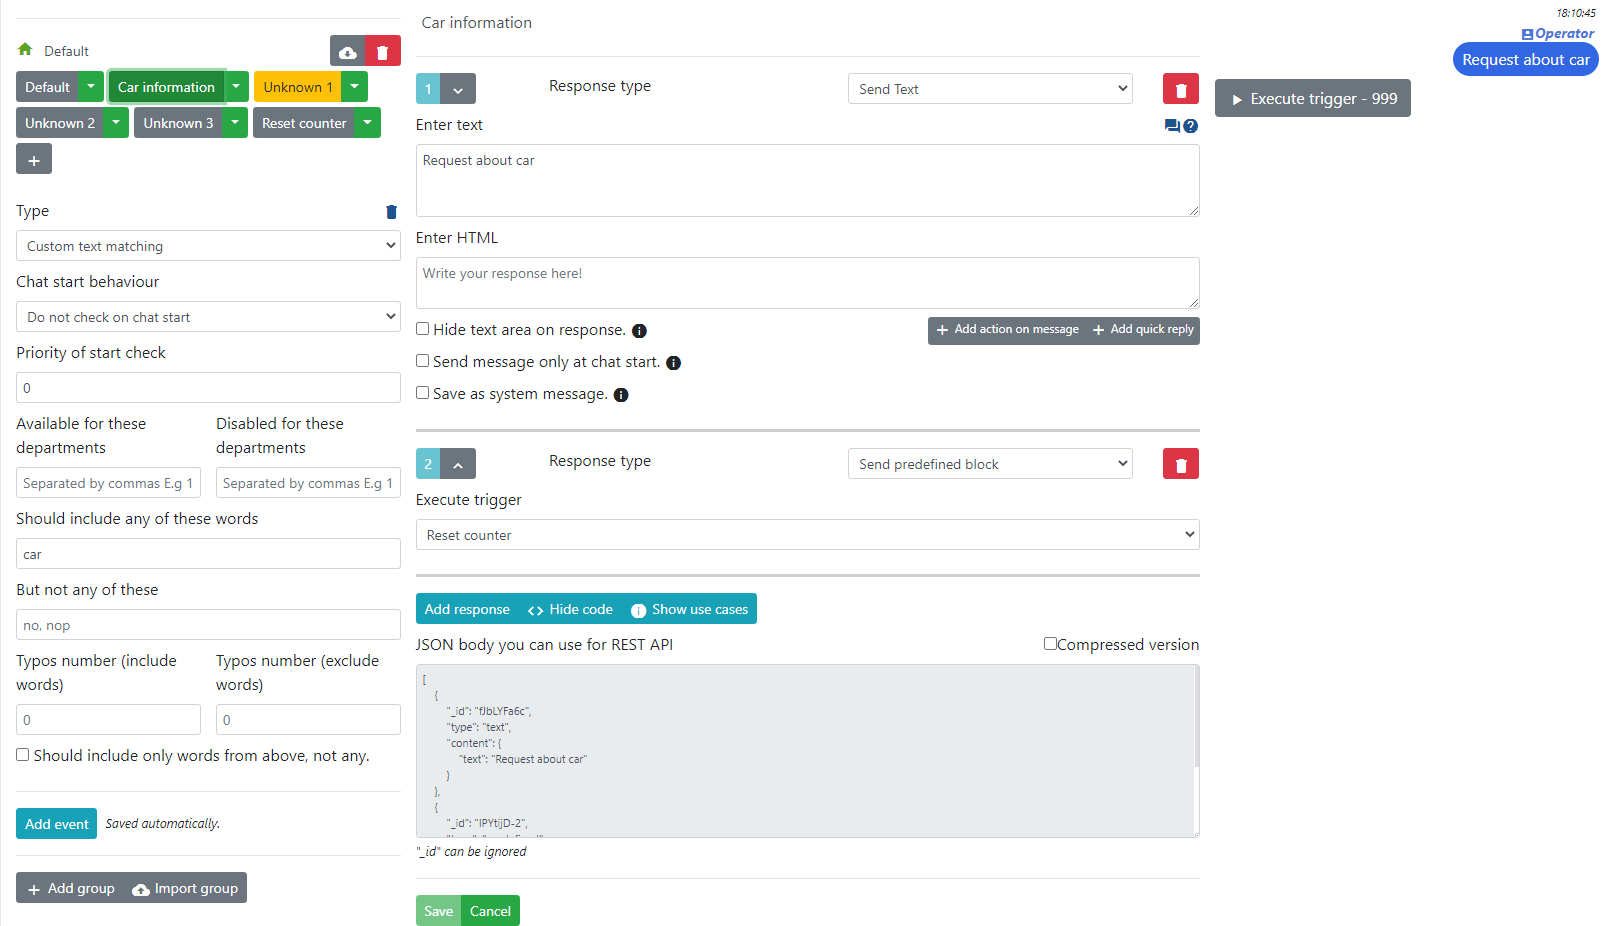 Default
Default
Car information
Unknown 1
Unknown 2
Unknown 3
Reset counter
Type
Custom text matching
Chat start behaviour
Do not check on chat start
Priority of start check
0
Available for these departments
Disabled for these departments
Separated by commas E.g 1
Separated by commas E.g 1
Should include any of these words
car
But not any of these
no, nop
Typos number (include words)
Typos number (exclude words)
0
0
Should include only words from above, not any.
Add event
Saved automatically.
Add group
Import group
Car information
1
Response type
Send Text
Enter text
Request about car
Enter HTML
Write your response here!
Hide text area on response.
Add action on message
Add quick reply
Send message only at chat start.
Save as system message.
2
Response type
Send predefined block
Execute trigger
Reset counter
Add response
Hide code
Show use cases
JSON body you can use for REST API
Compressed version
[
{
"_id": "fJbLYFa6c",
"type": "text",
"content": {
"text": "Request about car"
}
},
{
"_id": "IPYtijD-2",
"_id" can be ignored
Save
Cancel
18:10:45
Operator
Request about car
Execute trigger - 999